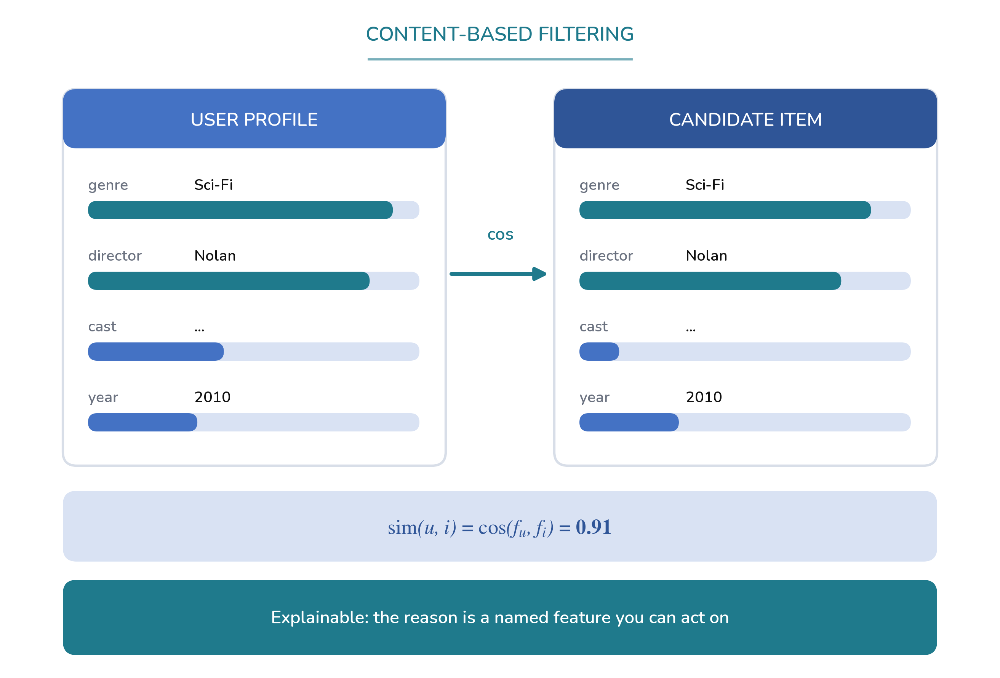 CONTENT-BASED FILTERING
USER PROFILE
genre Sci-Fi
director Nolan
cast ...
year 2010
cos
CANDIDATE ITEM
genre Sci-Fi
director Nolan
cast ...
year 2010
sim(u, i) = cos(fᵤ, fᵢ) = 0.91
Explainable: the reason is a named feature you can act on